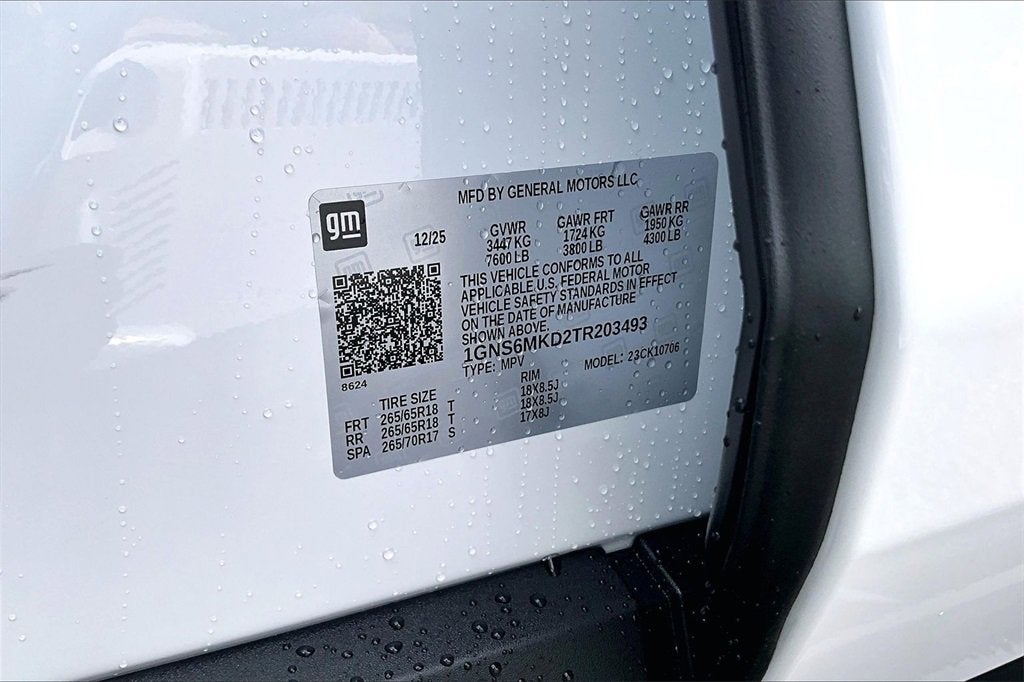 MFD BY GENERAL MOTORS LLC
gm
12/25
GVWR GAWR FRT GAWR RR
3447 KG 1724 KG 1950 KG
7600 LB 3800 LB 4300 LB
THIS VEHICLE CONFORMS TO ALL
APPLICABLE U.S. FEDERAL MOTOR
VEHICLE SAFETY STANDARDS IN EFFECT
ON THE DATE OF MANUFACTURE
SHOWN ABOVE.
1GNS6MKD2TR203493
TYPE: MPV MODEL: 23CK10706
8624
TIRE SIZE RIM
FRT 265/65R18 T 18X8.5J
RR 265/65R18 T 18X8.5J
SPA 265/70R17 S 17X8J